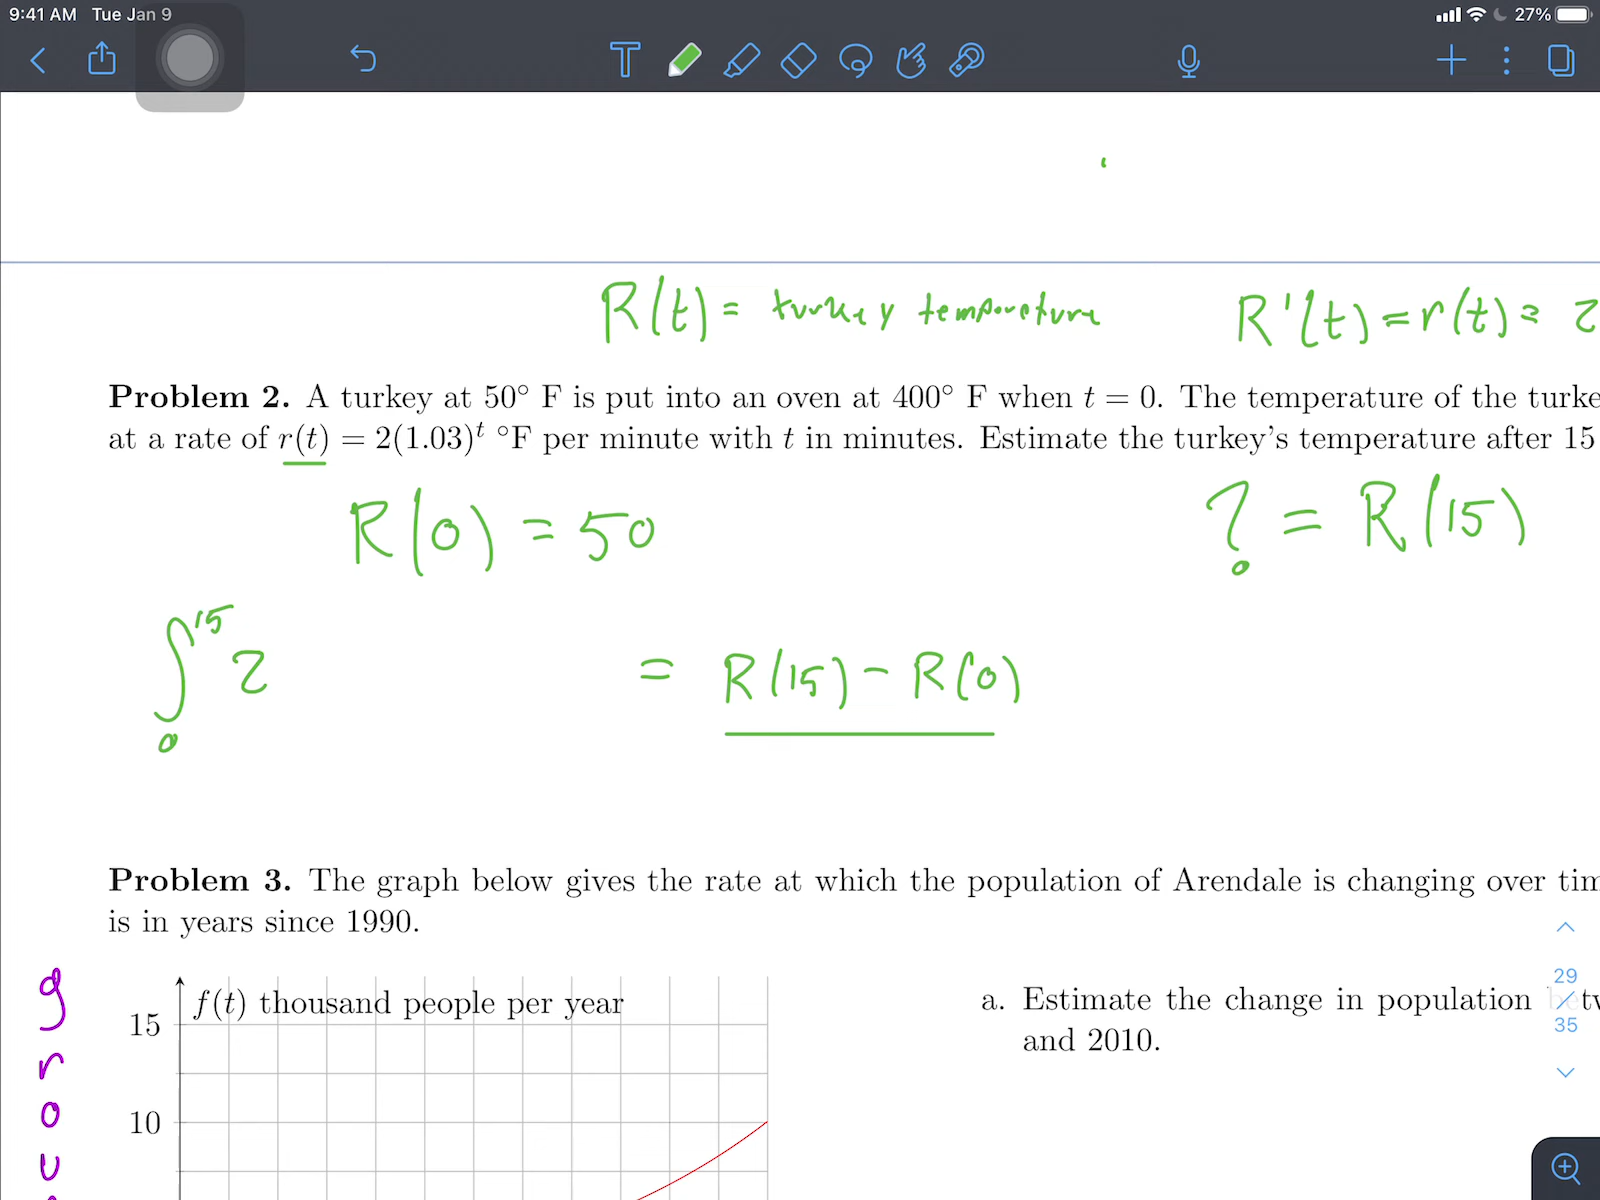 9:41 AM Tue Jan 9
27%
R(t) = turkey temperature R'(t) = r(t) = 2
Problem 2. A turkey at 50° F is put into an oven at 400° F when t = 0. The temperature of the turke
at a rate of r(t) = 2(1.03)^t °F per minute with t in minutes. Estimate the turkey's temperature after 15
R(0) = 50 ? = R(15)
∫_0^15 2 = R(15) - R(0)
Problem 3. The graph below gives the rate at which the population of Arendale is changing over tim
is in years since 1990.
g
r
o
u
f(t) thousand people per year
15
10
a. Estimate the change in population betw
and 2010.
29
35